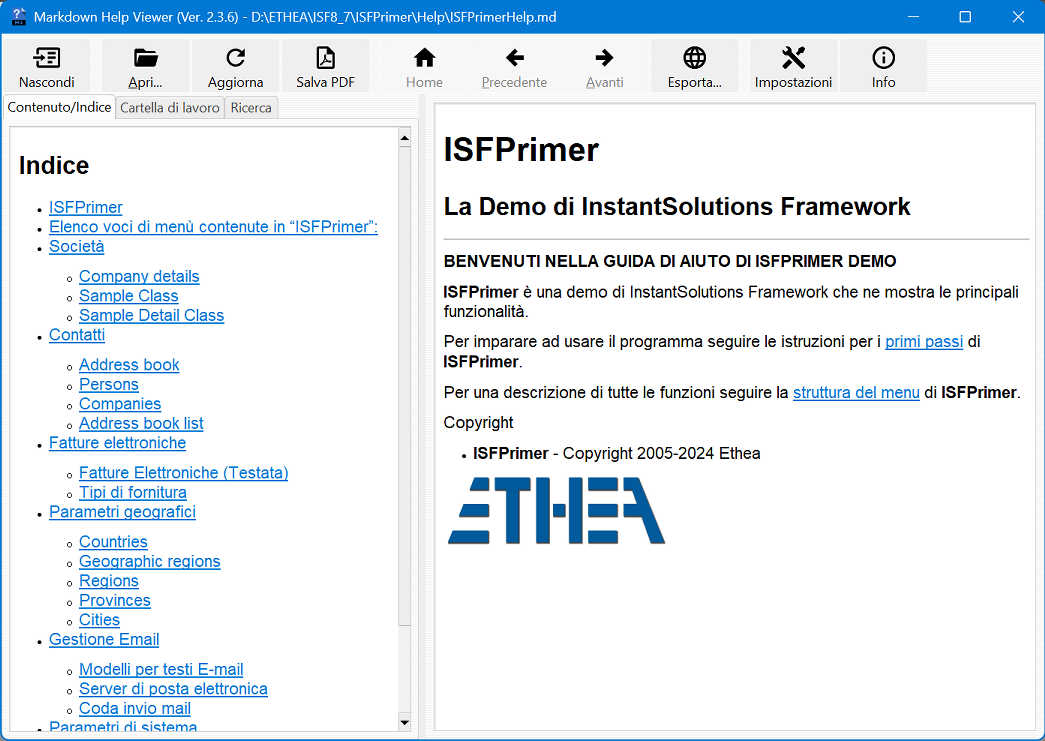 Markdown Help Viewer (Ver. 2.3.6) - D:\ETHEA\ISF8_7\ISFPrimer\Help\ISFPrimerHelp.md
Nascondi
Apri...
Aggiorna
Salva PDF
Home
Precedente
Avanti
Esporta...
Impostazioni
Info
Contenuto/Indice
Cartella di lavoro
Ricerca
Indice
ISFPrimer
Elenco voci di menù contenute in “ISFPrimer”:
Società
Company details
Sample Class
Sample Detail Class
Contatti
Address book
Persons
Companies
Address book list
Fatture elettroniche
Fatture Elettroniche (Testata)
Tipi di fornitura
Parametri geografici
Countries
Geographic regions
Regions
Provinces
Cities
Gestione Email
Modelli per testi E-mail
Server di posta elettronica
Coda invio mail
Parametri di sistema
ISFPrimer
La Demo di InstantSolutions Framework
BENVENUTI NELLA GUIDA DI AIUTO DI ISFPRIMER DEMO
ISFPrimer è una demo di InstantSolutions Framework che ne mostra le principali
funzionalità.
Per imparare ad usare il programma seguire le istruzioni per i primi passi di
ISFPrimer.
Per una descrizione di tutte le funzioni seguire la struttura del menu di ISFPrimer.
Copyright
ISFPrimer - Copyright 2005-2024 Ethea
ETHEA